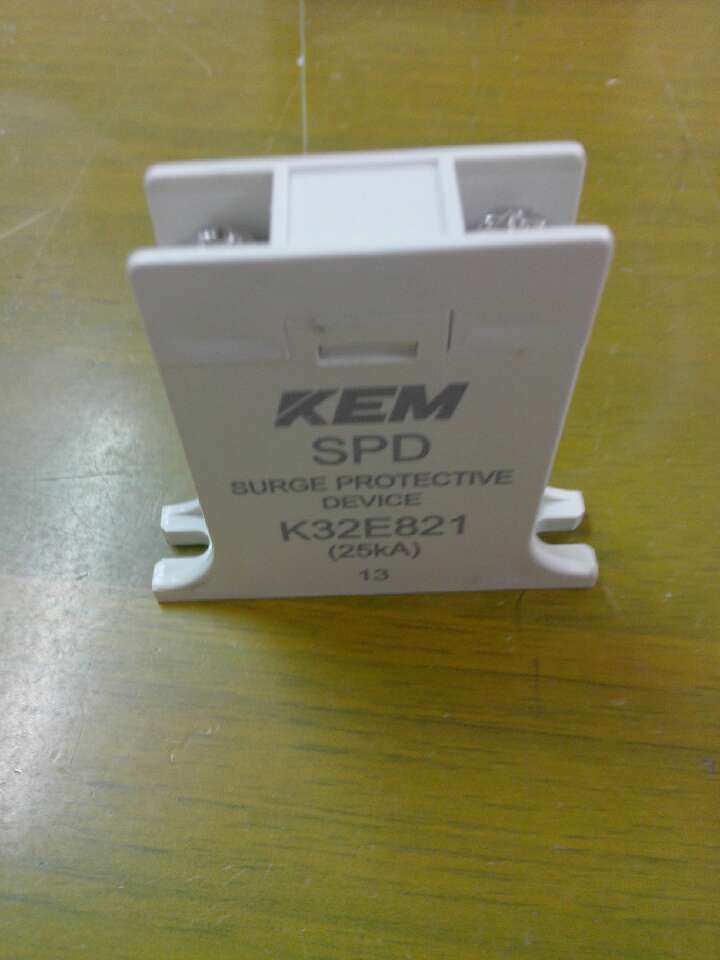 KEM
SPD
SURGE PROTECTIVE
DEVICE
K32E821
(25kA)
13